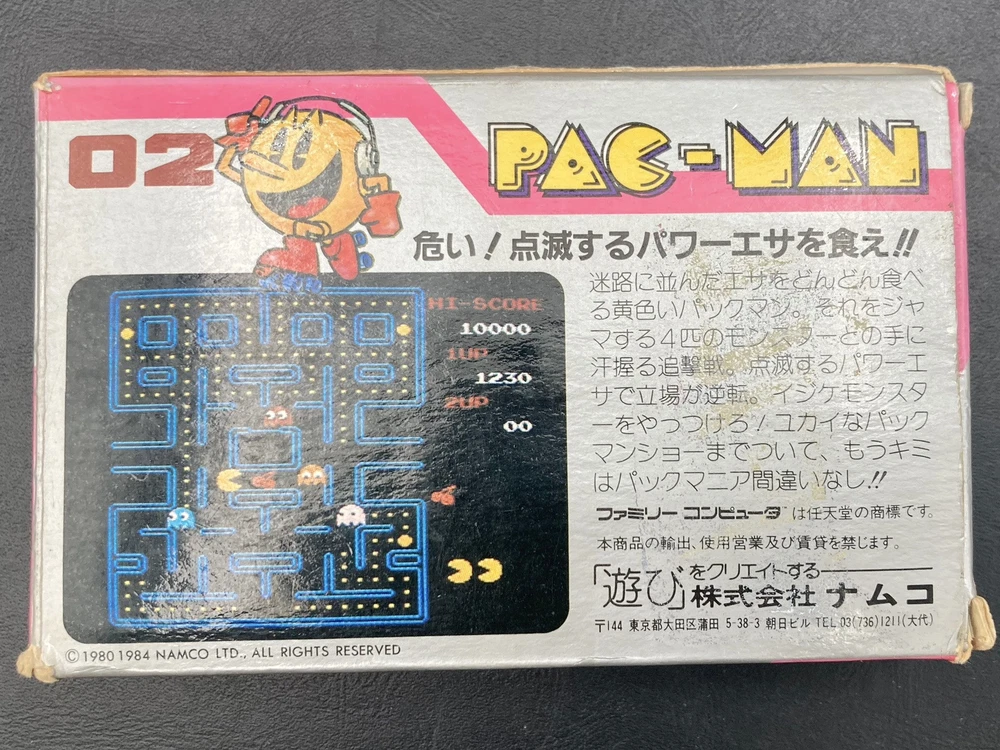 02
PAC-MAN
危い！点滅するパワーエサを食え!!
HI-SCORE
10000
1UP
1230
2UP
00
迷路に並んだエサをどんどん食べ
る黄色いパックマン。それをジャ
マする4匹のモンスターとの手に
汗握る追撃戦。点滅するパワーエ
サで立場が逆転。イジケモンスタ
ーをやっつけろ！ユカイなパック
マンショーまでついて、もうキミ
はパックマニア間違いなし!!
ファミリー コンピュータ は任天堂の商標です。
本商品の輸出、使用営業及び賃貸を禁じます。
「遊び」をクリエイトする
株式会社 ナムコ
〒144 東京都大田区蒲田 5-38-3 朝日ビル TEL.03(736)1211(大代)
© 1980 1984 NAMCO LTD., ALL RIGHTS RESERVED